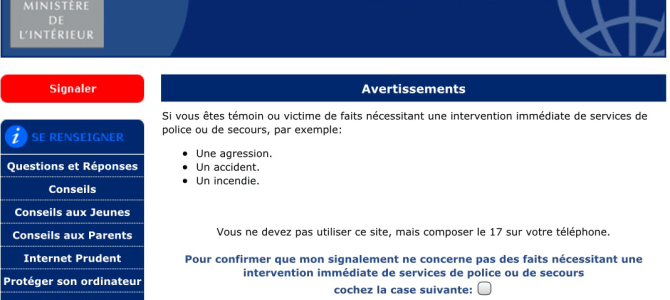 MINISTÈRE
DE
L'INTÉRIEUR
Signaler
i SE RENSEIGNER
Questions et Réponses
Conseils
Conseils aux Jeunes
Conseils aux Parents
Internet Prudent
Protéger son ordinateur
Avertissements
Si vous êtes témoin ou victime de faits nécessitant une intervention immédiate de services de
police ou de secours, par exemple:
Une agression.
Un accident.
Un incendie.
Vous ne devez pas utiliser ce site, mais composer le 17 sur votre téléphone.
Pour confirmer que mon signalement ne concerne pas des faits nécessitant une
intervention immédiate de services de police ou de secours
cochez la case suivante: